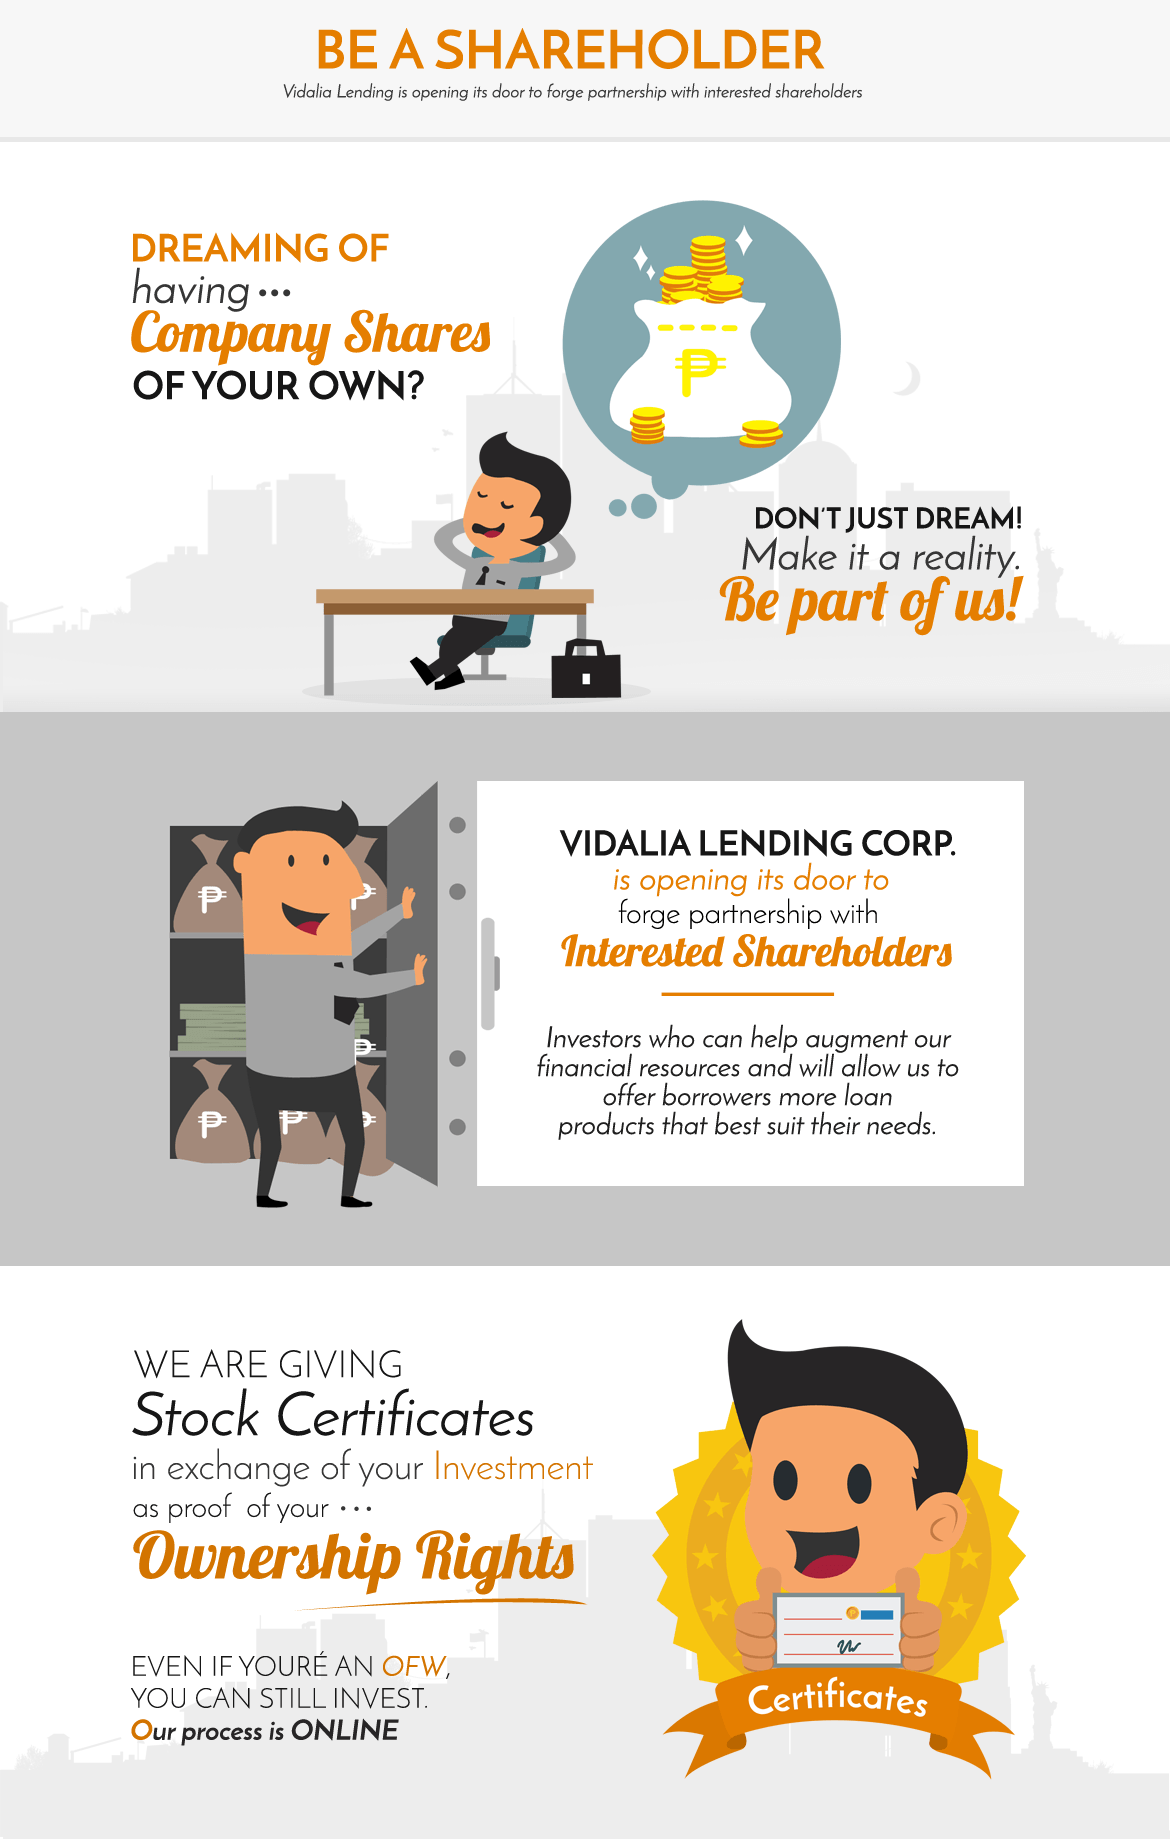 BE A SHAREHOLDER
Vidalia Lending is opening its door to forge partnership with interested shareholders
DREAMING OF
having •••
Company Shares
OF YOUR OWN?
₱
DON'T JUST DREAM!
Make it a reality.
Be part of us!
₱ ₱
₱
₱ ₱ ₱
VIDALIA LENDING CORP.
is opening its door to
forge partnership with
Interested Shareholders
Investors who can help augment our
financial resources and will allow us to
offer borrowers more loan
products that best suit their needs.
WE ARE GIVING
Stock Certificates
in exchange of your Investment
as proof of your •••
Ownership Rights
EVEN IF YOURÉ AN OFW,
YOU CAN STILL INVEST.
Our process is ONLINE
Certificates